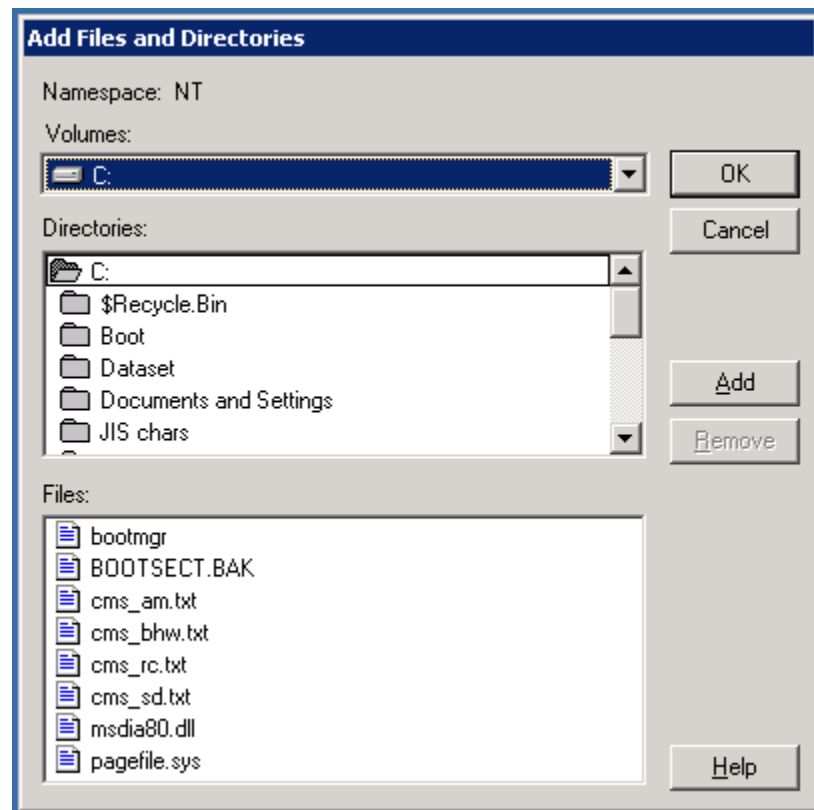 Add Files and Directories
Namespace: NT
Volumes:
C:
OK
Cancel
Directories:
C:
$Recycle.Bin
Boot
Dataset
Documents and Settings
JIS chars
Add
Remove
Files:
bootmgr
BOOTSECT.BAK
cms_am.txt
cms_bhw.txt
cms_rc.txt
cms_sd.txt
msdia80.dll
pagefile.sys
Help